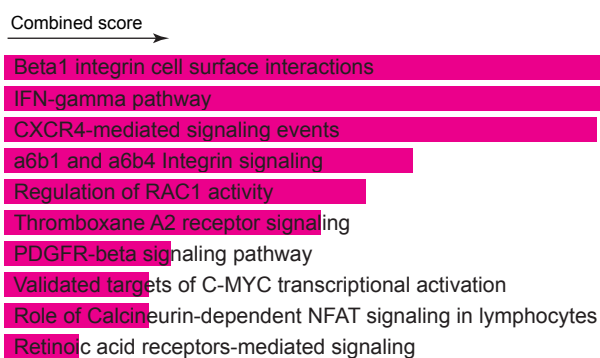 Combined score
Beta1 integrin cell surface interactions
IFN-gamma pathway
CXCR4-mediated signaling events
a6b1 and a6b4 Integrin signaling
Regulation of RAC1 activity
Thromboxane A2 receptor signaling
PDGFR-beta signaling pathway
Validated targets of C-MYC transcriptional activation
Role of Calcineurin-dependent NFAT signaling in lymphocytes
Retinoic acid receptors-mediated signaling